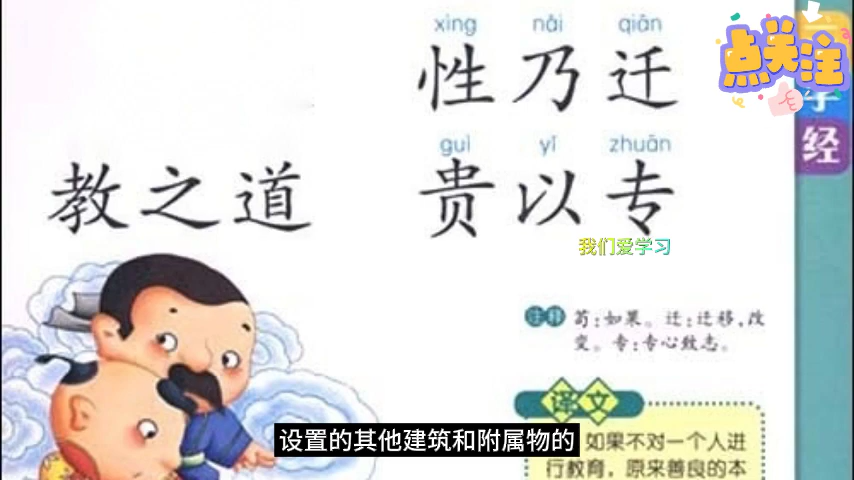 xìng nǎi qiān
性乃迁
guì yǐ zhuān
教之道 贵以专
我们爱学习
注释 苟:如果。迁:迁移,改
变。专:专心致志。
译文
如果不对一个人进
行教育,原来善良的本
设置的其他建筑和附属物的
点关注
字
经